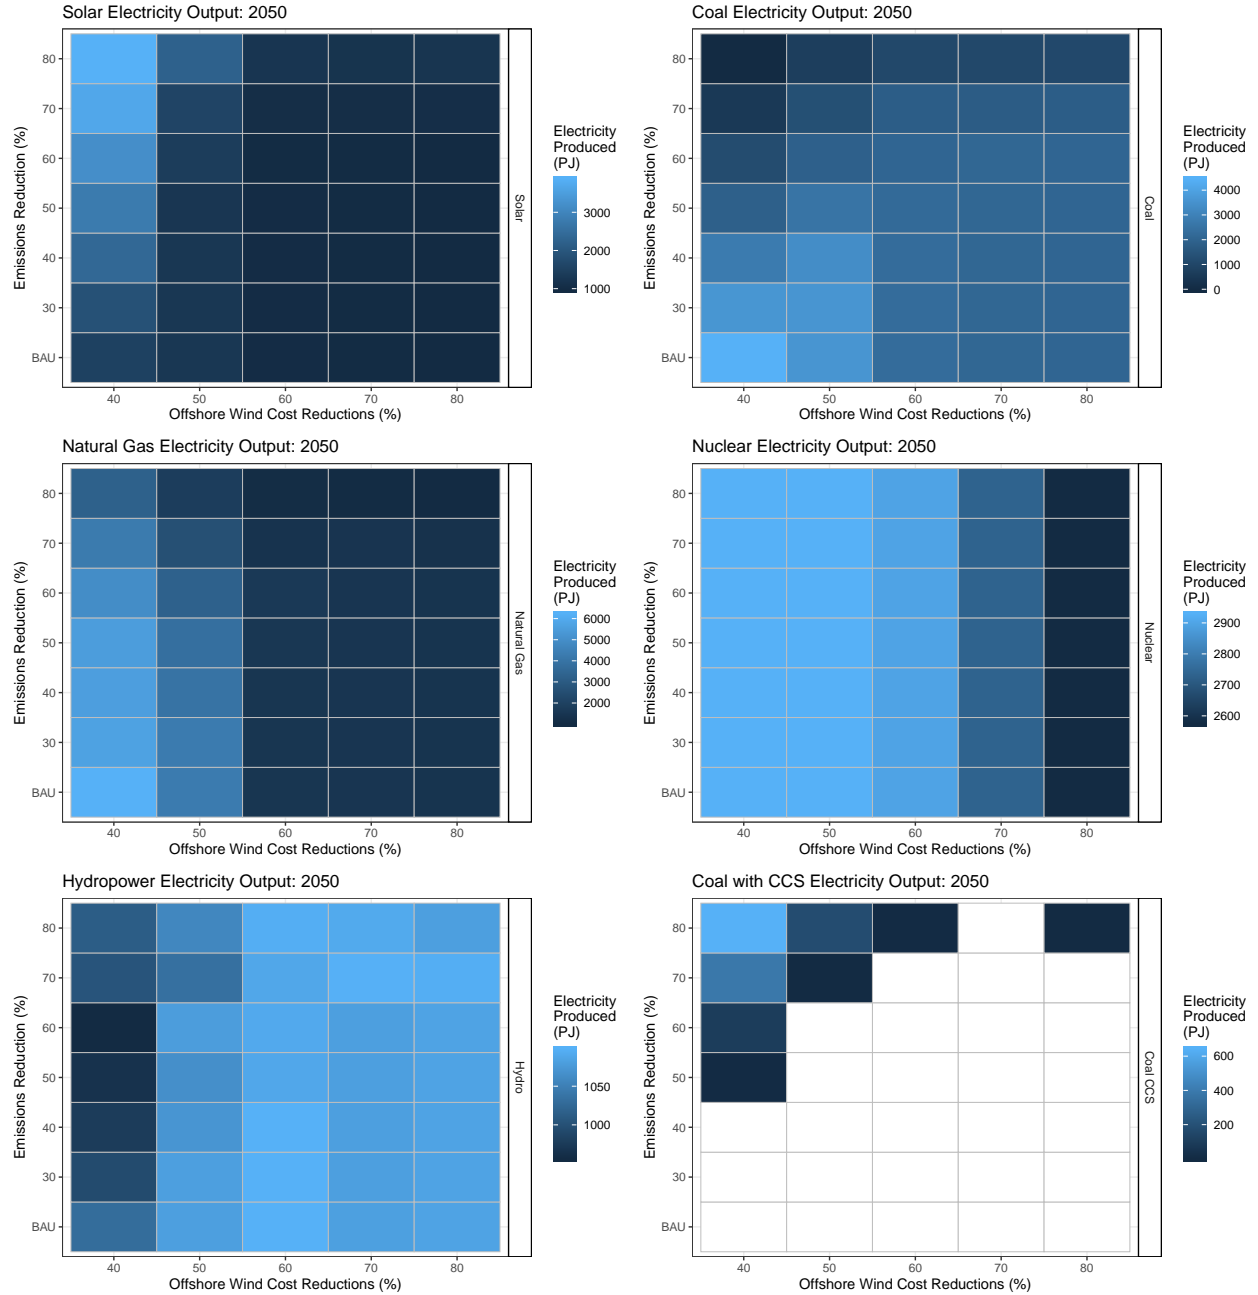 Solar Electricity Output: 2050
Emissions Reduction (%)
80
70
60
50
40
30
BAU
40 50 60 70 80
Offshore Wind Cost Reductions (%)
Solar
Electricity
Produced
(PJ)
3000
2000
1000
Coal Electricity Output: 2050
Emissions Reduction (%)
80
70
60
50
40
30
BAU
40 50 60 70 80
Offshore Wind Cost Reductions (%)
Coal
Electricity
Produced
(PJ)
4000
3000
2000
1000
0
Natural Gas Electricity Output: 2050
Emissions Reduction (%)
80
70
60
50
40
30
BAU
40 50 60 70 80
Offshore Wind Cost Reductions (%)
Natural Gas
Electricity
Produced
(PJ)
6000
5000
4000
3000
2000
Nuclear Electricity Output: 2050
Emissions Reduction (%)
80
70
60
50
40
30
BAU
40 50 60 70 80
Offshore Wind Cost Reductions (%)
Nuclear
Electricity
Produced
(PJ)
2900
2800
2700
2600
Hydropower Electricity Output: 2050
Emissions Reduction (%)
80
70
60
50
40
30
BAU
40 50 60 70 80
Offshore Wind Cost Reductions (%)
Hydro
Electricity
Produced
(PJ)
1050
1000
Coal with CCS Electricity Output: 2050
Emissions Reduction (%)
80
70
60
50
40
30
BAU
40 50 60 70 80
Offshore Wind Cost Reductions (%)
Coal CCS
Electricity
Produced
(PJ)
600
400
200